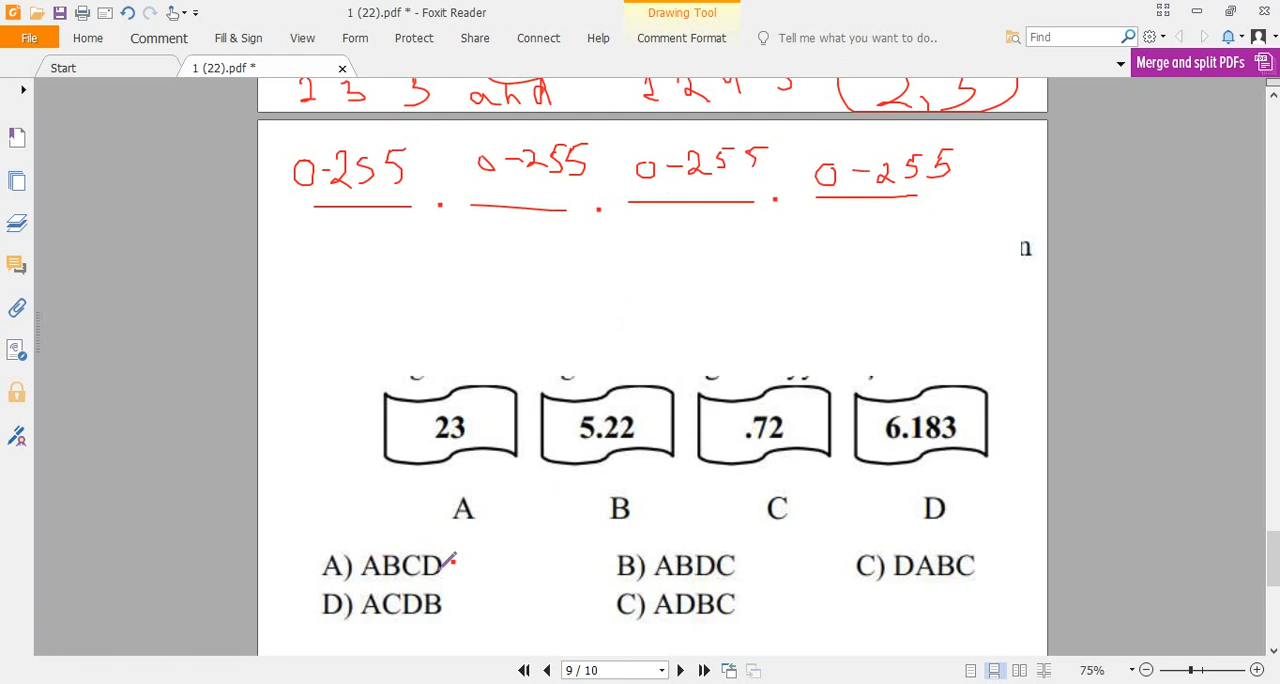 1 (22).pdf * - Foxit Reader
Drawing Tool
File Home Comment Fill & Sign View Form Protect Share Connect Help Comment Format Tell me what you want to do.. Find
Start 1 (22).pdf * Merge and split PDFs
and
0-255 0-255 0-255 0-255
. . .
n
23 5.22 .72 6.183
A B C D
A) ABCD B) ABDC C) DABC
D) ACDB C) ADBC
9 / 10 75%